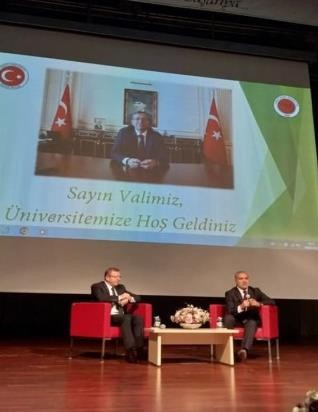 Sayın Valimiz,
Üniversitemize Hoş Geldiniz